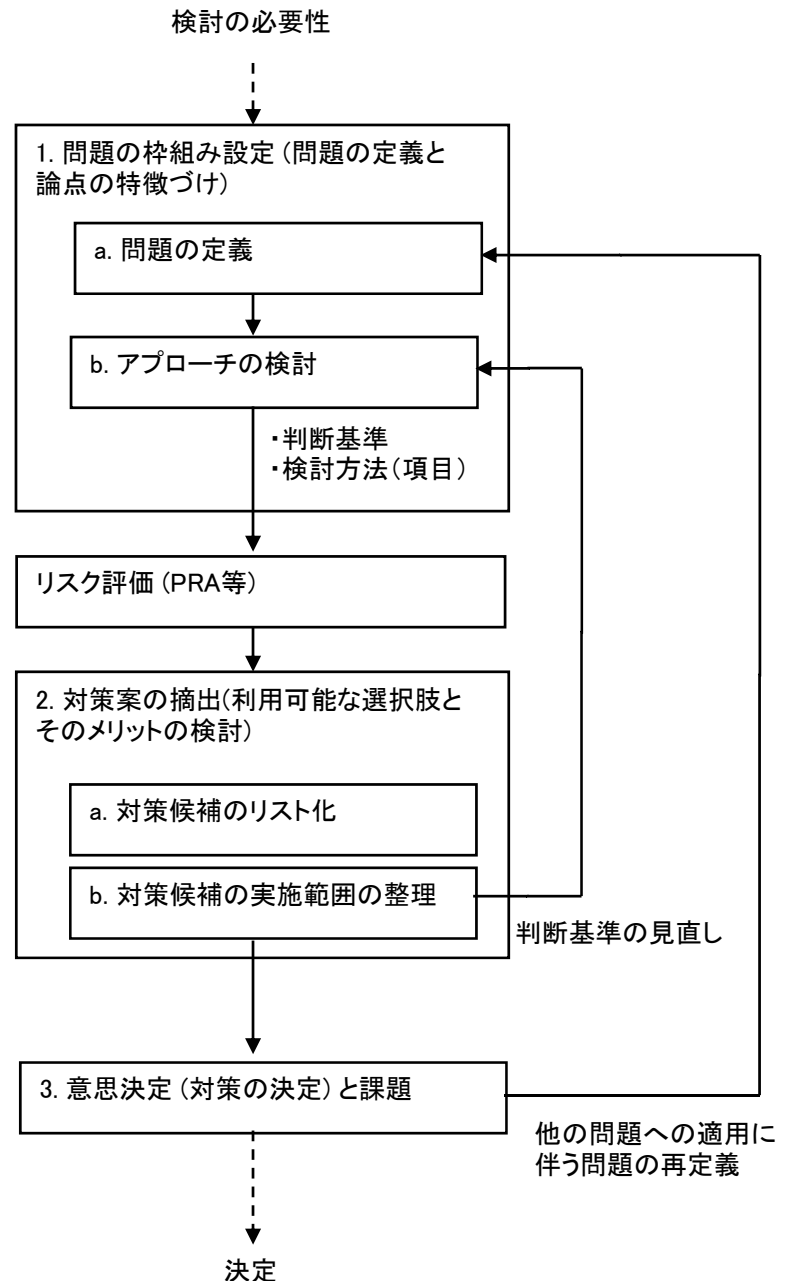 検討の必要性
1. 問題の枠組み設定 (問題の定義と
論点の特徴づけ)
a. 問題の定義
b. アプローチの検討
・判断基準
・検討方法(項目)
リスク評価 (PRA等)
2. 対策案の摘出(利用可能な選択肢と
そのメリットの検討)
a. 対策候補のリスト化
b. 対策候補の実施範囲の整理
判断基準の見直し
3. 意思決定 (対策の決定) と課題
他の問題への適用に
伴う問題の再定義
決定